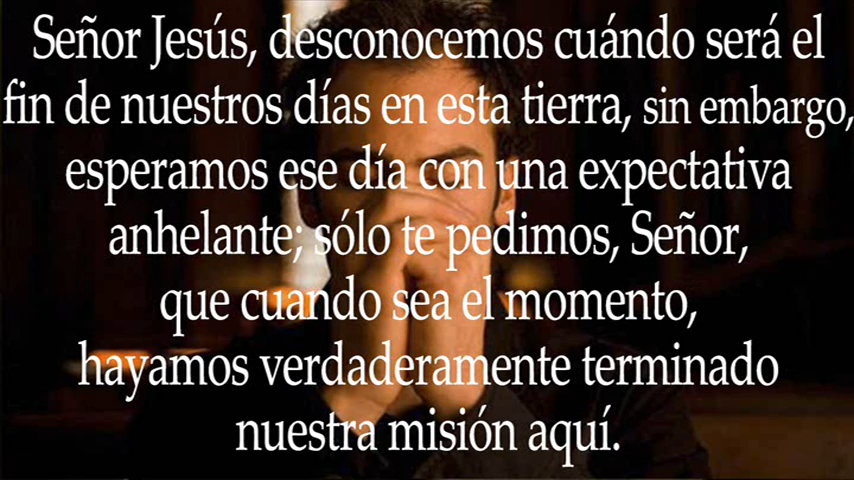 Señor Jesús, desconocemos cuándo será el
fin de nuestros días en esta tierra, sin embargo,
esperamos ese día con una expectativa
anhelante; sólo te pedimos, Señor,
que cuando sea el momento,
hayamos verdaderamente terminado
nuestra misión aquí.